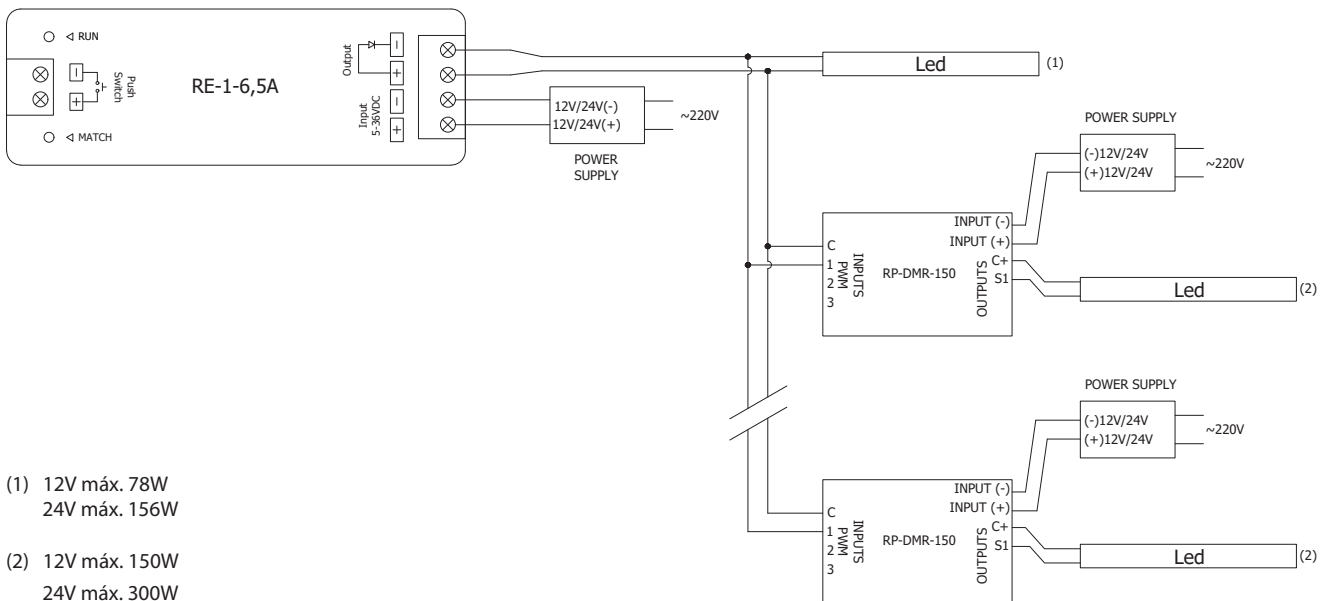 RUN
Push
Switch
MATCH
RE-1-6,5A
Output
-
+
Input
5-36VDC
-
+
-
+
12V/24V(-)
12V/24V(+)
~220V
POWER
SUPPLY
Led
(1)
POWER SUPPLY
(-)12V/24V
(+)12V/24V
~220V
INPUT (-)
INPUT (+)
C
1
2
3
PWM
INPUTS
RP-DMR-150
OUTPUTS
C+
S1
Led
(2)
POWER SUPPLY
(-)12V/24V
(+)12V/24V
~220V
INPUT (-)
INPUT (+)
C
1
2
3
PWM
INPUTS
RP-DMR-150
OUTPUTS
C+
S1
Led
(2)
(1) 12V máx. 78W
24V máx. 156W
(2) 12V máx. 150W
24V máx. 300W